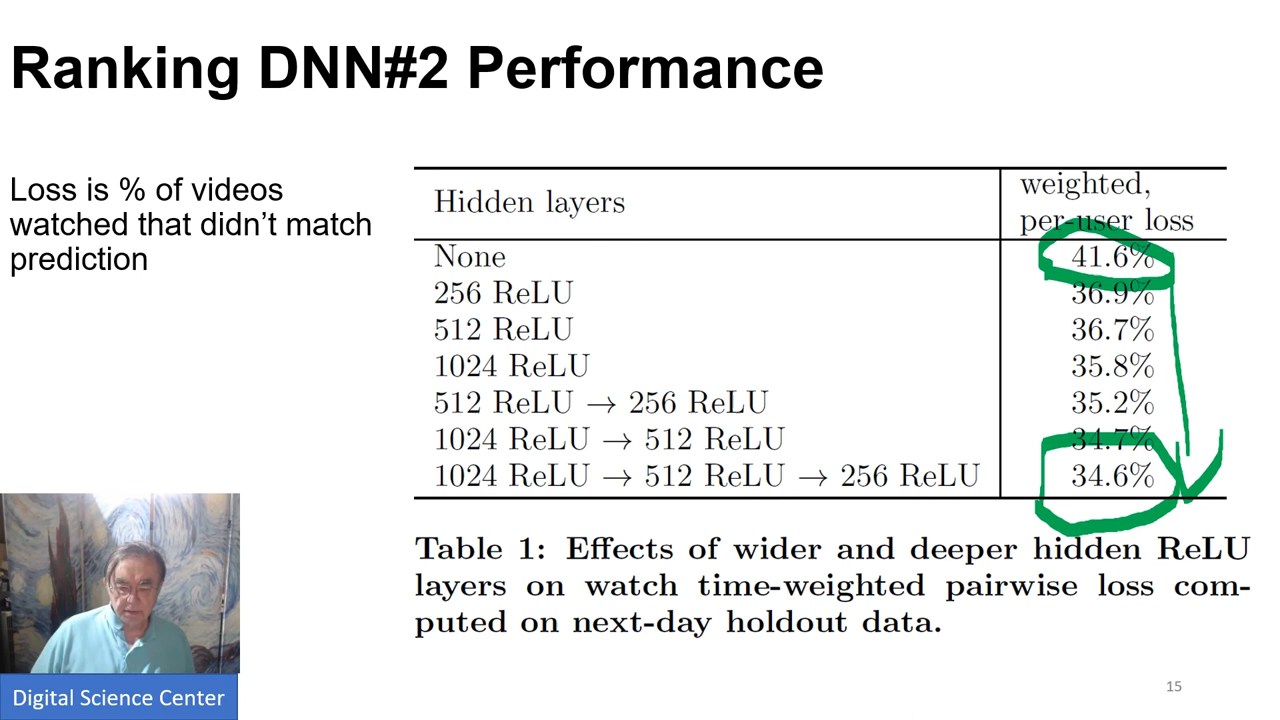 Ranking DNN#2 Performance
Loss is % of videos
watched that didn’t match
prediction
Hidden layers
weighted,
per-user loss
None 41.6%
256 ReLU 36.9%
512 ReLU 36.7%
1024 ReLU 35.8%
512 ReLU → 256 ReLU 35.2%
1024 ReLU → 512 ReLU 34.7%
1024 ReLU → 512 ReLU → 256 ReLU 34.6%
Table 1: Effects of wider and deeper hidden ReLU
layers on watch time-weighted pairwise loss com-
puted on next-day holdout data.
Digital Science Center
15